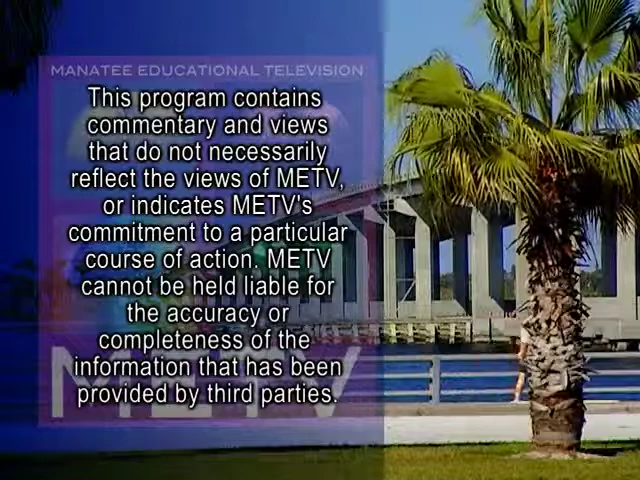 MANATEE EDUCATIONAL TELEVISION
This program contains
commentary and views
that do not necessarily
reflect the views of METV,
or indicates METV's
commitment to a particular
course of action. METV
cannot be held liable for
the accuracy or
completeness of the
information that has been
provided by third parties.
METV